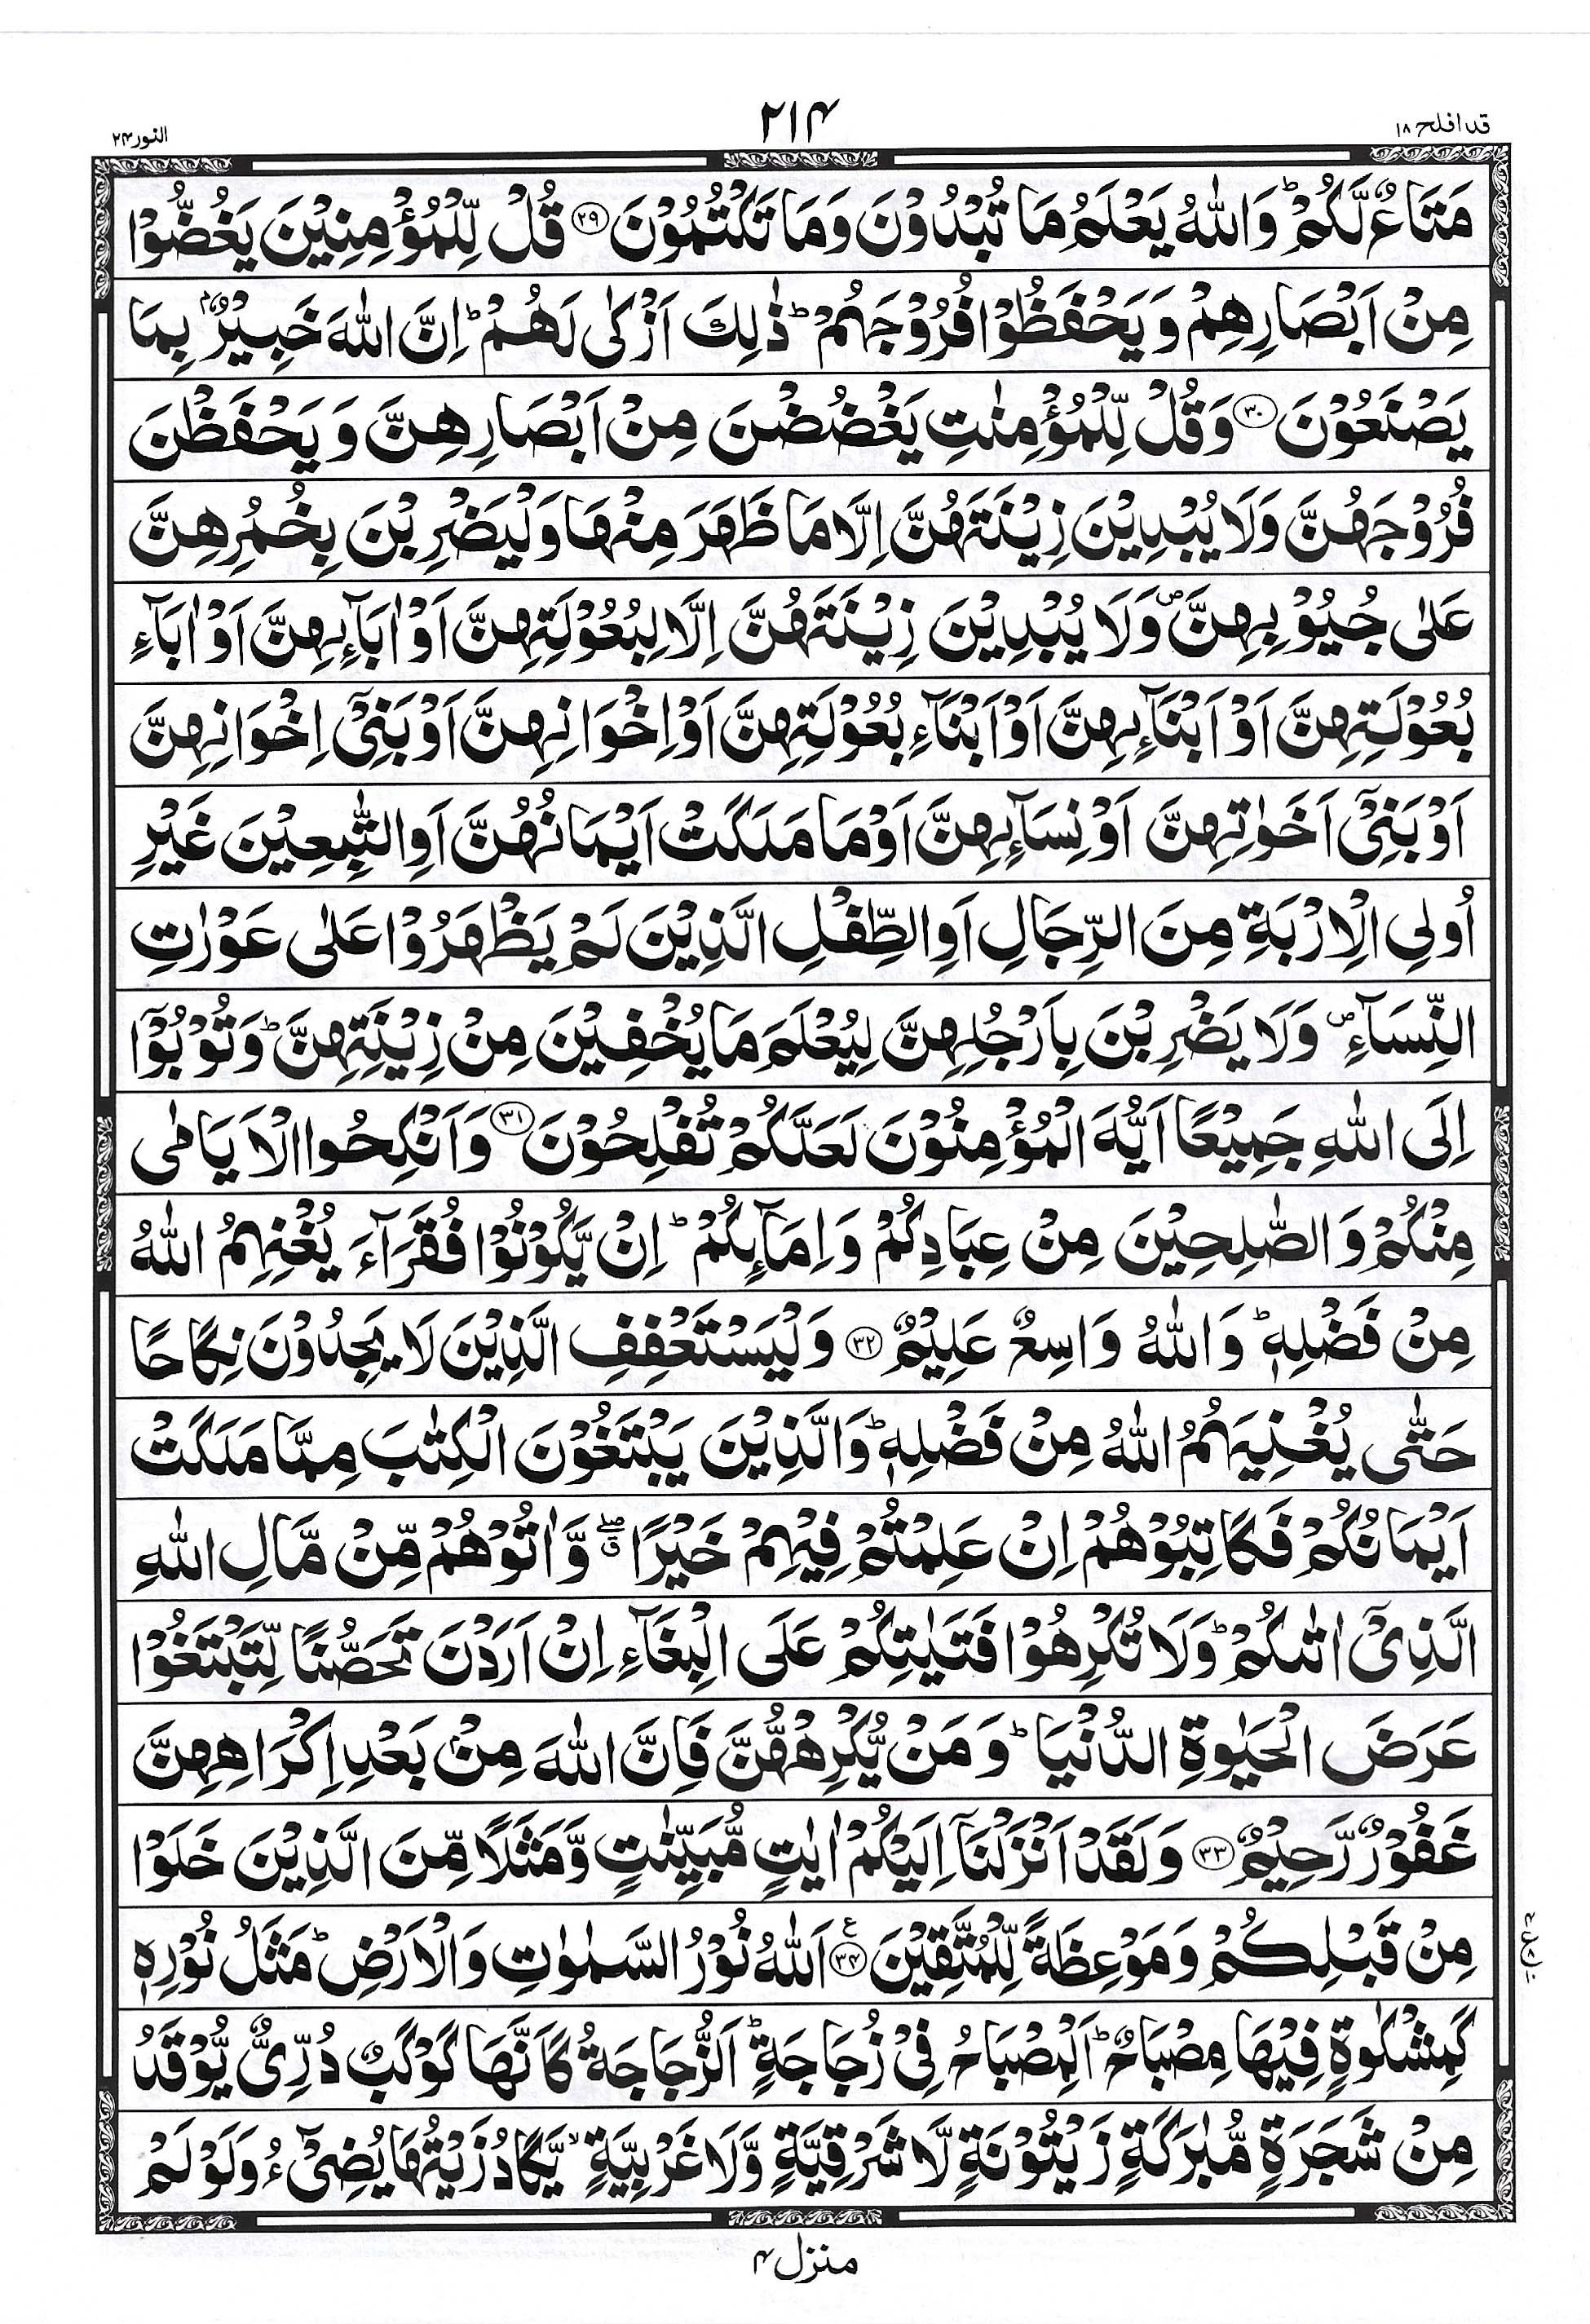 قد افلح ١٨
٢١۴
النور ٢۴
مَتَاعٌ لَّكُمْ ؕ وَاللّٰهُ يَعْلَمُ مَا تُبْدُوْنَ وَمَا تَكْتُمُوْنَ ﴿٢٩﴾ قُلْ لِّلْمُؤْمِنِيْنَ يَغُضُّوْا
مِنْ اَبْصَارِهِمْ وَيَحْفَظُوْا فُرُوْجَهُمْ ؕ ذٰلِكَ اَزْكٰى لَهُمْ ؕ اِنَّ اللّٰهَ خَبِيْرٌۢ بِمَا
يَصْنَعُوْنَ ﴿٣٠﴾ وَقُلْ لِّلْمُؤْمِنٰتِ يَغْضُضْنَ مِنْ اَبْصَارِهِنَّ وَيَحْفَظْنَ
فُرُوْجَهُنَّ وَلَا يُبْدِيْنَ زِيْنَتَهُنَّ اِلَّا مَا ظَهَرَ مِنْهَا وَلْيَضْرِبْنَ بِخُمُرِهِنَّ
عَلٰى جُيُوْبِهِنَّ ۪ وَلَا يُبْدِيْنَ زِيْنَتَهُنَّ اِلَّا لِبُعُوْلَتِهِنَّ اَوْ اٰبَآئِهِنَّ اَوْ اٰبَآءِ
بُعُوْلَتِهِنَّ اَوْ اَبْنَآئِهِنَّ اَوْ اَبْنَآءِ بُعُوْلَتِهِنَّ اَوْ اِخْوَانِهِنَّ اَوْ بَنِىْۤ اِخْوَانِهِنَّ
اَوْ بَنِىْۤ اَخَوٰتِهِنَّ اَوْ نِسَآئِهِنَّ اَوْ مَا مَلَكَتْ اَيْمَانُهُنَّ اَوِ التّٰبِعِيْنَ غَيْرِ
اُولِى الْاِرْبَةِ مِنَ الرِّجَالِ اَوِ الطِّفْلِ الَّذِيْنَ لَمْ يَظْهَرُوْا عَلٰى عَوْرٰتِ
النِّسَآءِ ۪ وَلَا يَضْرِبْنَ بِاَرْجُلِهِنَّ لِيُعْلَمَ مَا يُخْفِيْنَ مِنْ زِيْنَتِهِنَّ ؕ وَتُوْبُوْۤا
اِلَى اللّٰهِ جَمِيْعًا اَيُّهَ الْمُؤْمِنُوْنَ لَعَلَّكُمْ تُفْلِحُوْنَ ﴿٣١﴾ وَاَنْكِحُوا الْاَيَامٰى
مِنْكُمْ وَالصّٰلِحِيْنَ مِنْ عِبَادِكُمْ وَاِمَآئِكُمْ ؕ اِنْ يَّكُوْنُوْا فُقَرَآءَ يُغْنِهِمُ اللّٰهُ
مِنْ فَضْلِهٖ ؕ وَاللّٰهُ وَاسِعٌ عَلِيْمٌ ﴿٣٢﴾ وَلْيَسْتَعْفِفِ الَّذِيْنَ لَا يَجِدُوْنَ نِكَاحًا
حَتّٰى يُغْنِيَهُمُ اللّٰهُ مِنْ فَضْلِهٖ ؕ وَالَّذِيْنَ يَبْتَغُوْنَ الْكِتٰبَ مِمَّا مَلَكَتْ
اَيْمَانُكُمْ فَكَاتِبُوْهُمْ اِنْ عَلِمْتُمْ فِيْهِمْ خَيْرًا ۖ ق وَّاٰتُوْهُمْ مِّنْ مَّالِ اللّٰهِ
الَّذِىْۤ اٰتٰىكُمْ ؕ وَلَا تُكْرِهُوْا فَتَيٰتِكُمْ عَلَى الْبِغَآءِ اِنْ اَرَدْنَ تَحَصُّنًا لِّتَبْتَغُوْا
عَرَضَ الْحَيٰوةِ الدُّنْيَا ؕ وَمَنْ يُّكْرِهْهُّنَّ فَاِنَّ اللّٰهَ مِنْۢ بَعْدِ اِكْرَاهِهِنَّ
غَفُوْرٌ رَّحِيْمٌ ﴿٣٣﴾ وَلَقَدْ اَنْزَلْنَاۤ اِلَيْكُمْ اٰيٰتٍ مُّبَيِّنٰتٍ وَّمَثَلًا مِّنَ الَّذِيْنَ خَلَوْا
مِنْ قَبْلِكُمْ وَمَوْعِظَةً لِّلْمُتَّقِيْنَ ﴿٣۴﴾ ع اَللّٰهُ نُوْرُ السَّمٰوٰتِ وَالْاَرْضِ ؕ مَثَلُ نُوْرِهٖ
كَمِشْكٰوةٍ فِيْهَا مِصْبَاحٌ ؕ اَلْمِصْبَاحُ فِىْ زُجَاجَةٍ ؕ اَلزُّجَاجَةُ كَاَنَّهَا كَوْكَبٌ دُرِّىٌّ يُّوْقَدُ
مِنْ شَجَرَةٍ مُّبٰرَكَةٍ زَيْتُوْنَةٍ لَّا شَرْقِيَّةٍ وَّلَا غَرْبِيَّةٍ ۙ يَّكَادُ زَيْتُهَا يُضِىْٓءُ وَلَوْ لَمْ
منزل ۴